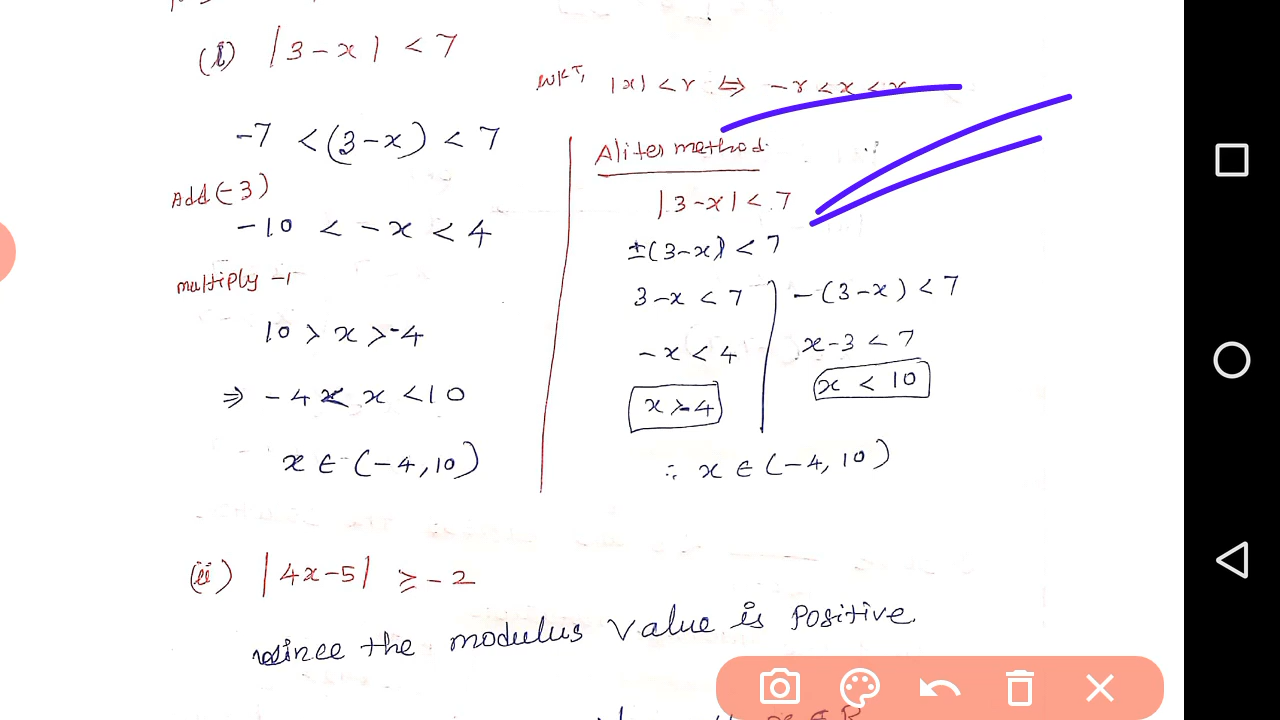 (i) |3-x| < 7
WKT, |x| < r ⇔ -r < x < r
-7 < (3-x) < 7
Add (-3)
-10 < -x < 4
multiply -1
10 > x > -4
⇒ -4 < x < 10
x ∈ (-4, 10)
Aliter method
|3-x| < 7
±(3-x) < 7
3-x < 7
-x < 4
x > -4
-(3-x) < 7
x-3 < 7
x < 10
∴ x ∈ (-4, 10)
(ii) |4x-5| ≥ -2
since the modulus value is positive